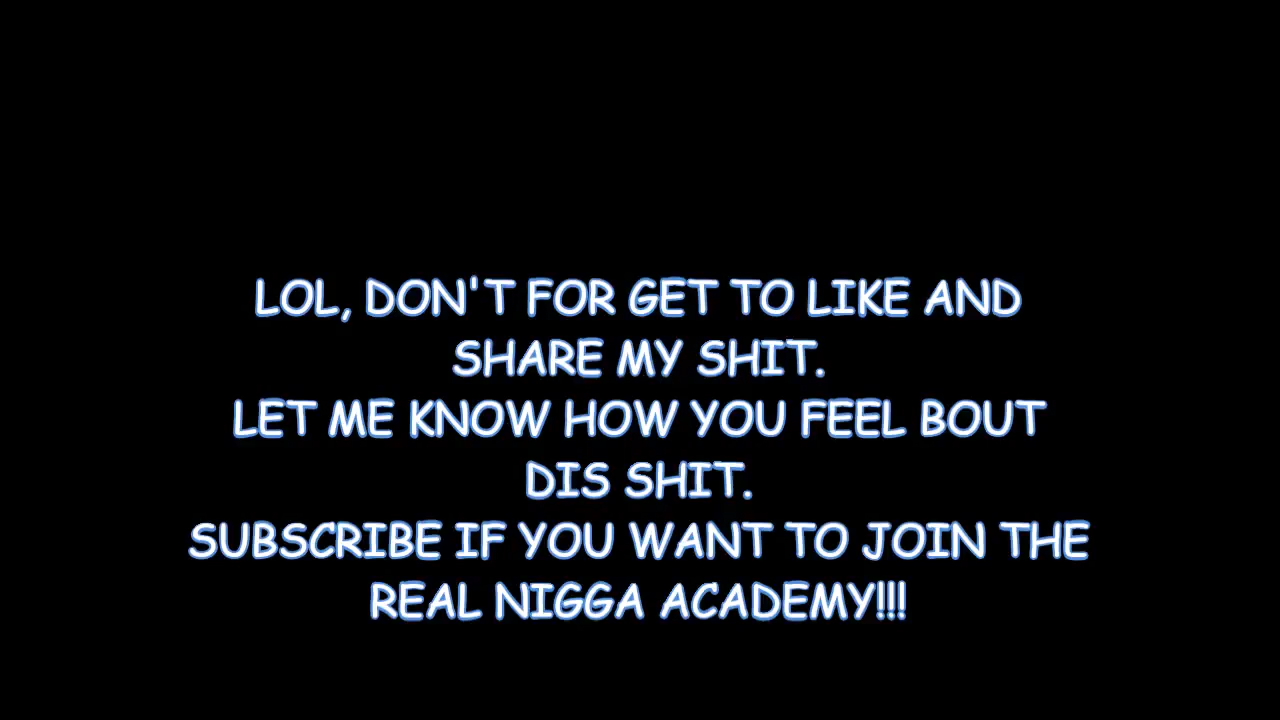 LOL, DON'T FOR GET TO LIKE AND
SHARE MY SHIT.
LET ME KNOW HOW YOU FEEL BOUT
DIS SHIT.
SUBSCRIBE IF YOU WANT TO JOIN THE
REAL NIGGA ACADEMY!!!